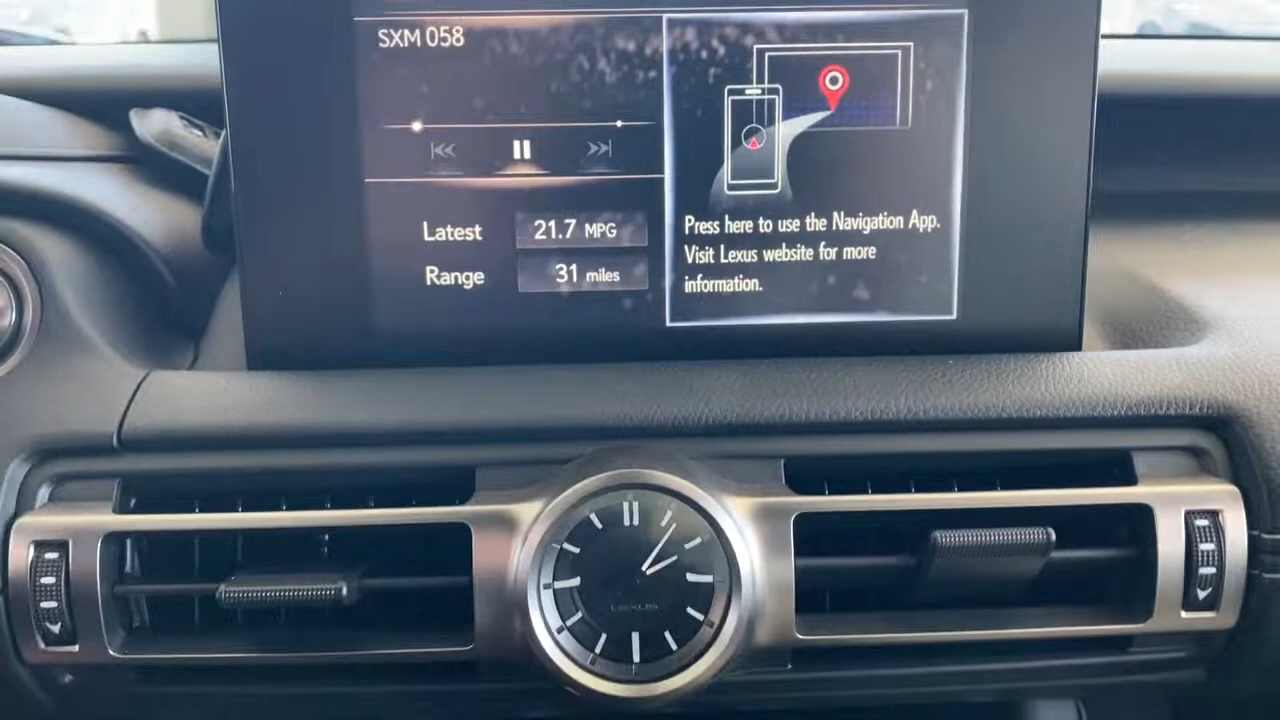 SXM 058
Latest 21.7 MPG
Range 31 miles
Press here to use the Navigation App.
Visit Lexus website for more
information.
LEXUS